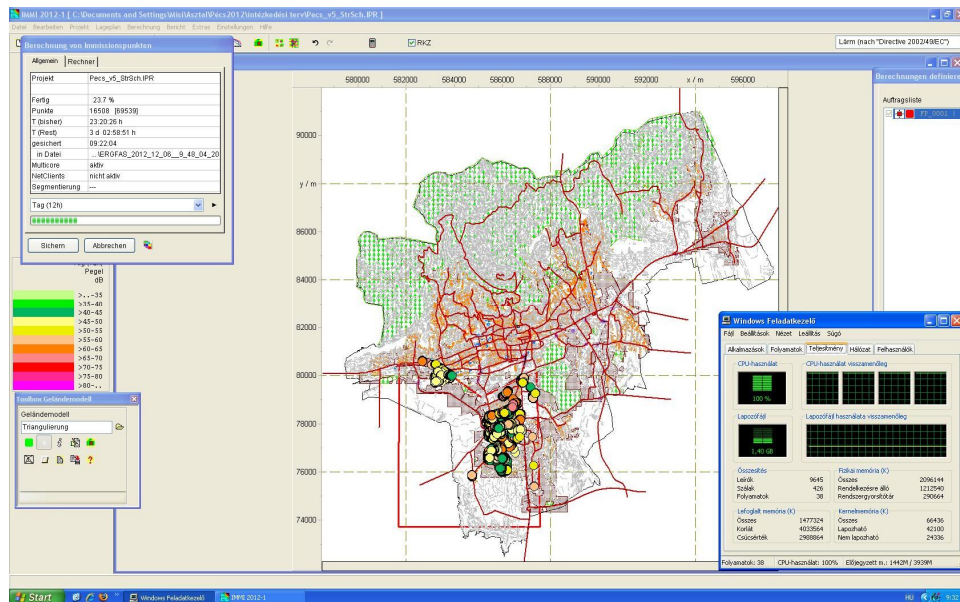 IMMI 2012-1 [ C:\Documents and Settings\Misi\Asztal\Pécs2012\intézkedési terv\Pecs_v5_StrSch.IPR ]
Datei Bearbeiten Projekt Lageplan Berechnung Bericht Extras Einstellungen Hilfe
RKZ
Lärm (nach "Directive 2002/49/EC")
Berechnung von Immissionspunkten
Allgemein Rechner
Projekt Pecs_v5_StrSch.IPR
Fertig 23.7 %
Punkte 16508 [69539]
T (bisher) 23:20:26 h
T (Rest) 3 d 02:58:51 h
gesichert 09:22:04
in Datei ...\ERGFAS_2012_12_06__9_48_04_20
Multicore aktiv
NetClients nicht aktiv
Segmentierung ---
Tag (12h)
Sichern Abbrechen
Pegel
dB
>..-35
>35-40
>40-45
>45-50
>50-55
>55-60
>60-65
>65-70
>70-75
>75-80
>80-..
Toolbox Geländemodell
Geländemodell
Triangulierung
580000 582000 584000 586000 588000 590000 592000 x / m 596000
90000
y / m
86000
84000
82000
80000
78000
76000
74000
Berechnungen definiere
Auftragsliste
FP_0001
Windows Feladatkezelő
Fájl Beállítások Nézet Leállítás Súgó
Alkalmazások Folyamatok Teljesítmény Hálózat Felhasználók
CPU-használat CPU-használat visszamenőleg
100 %
Lapozófájl Lapozófájl használata visszamenőleg
1,40 GB
Összesítés
Leírók 9645
Szálak 426
Folyamatok 38
Fizikai memória (K)
Összes 2096144
Rendelkezésre álló 1212540
Rendszergyorsítótár 290664
Lefoglalt memória (K)
Összes 1477324
Korlát 4033564
Csúcsérték 2988864
Kernelmemória (K)
Összes 66436
Lapozható 42100
Nem lapozható 24336
Folyamatok: 38 CPU-használat: 100% Előjegyzett m.: 1442M / 3939M
Start Windows Feladatkezelő IMMI 2012-1 HU 9:32